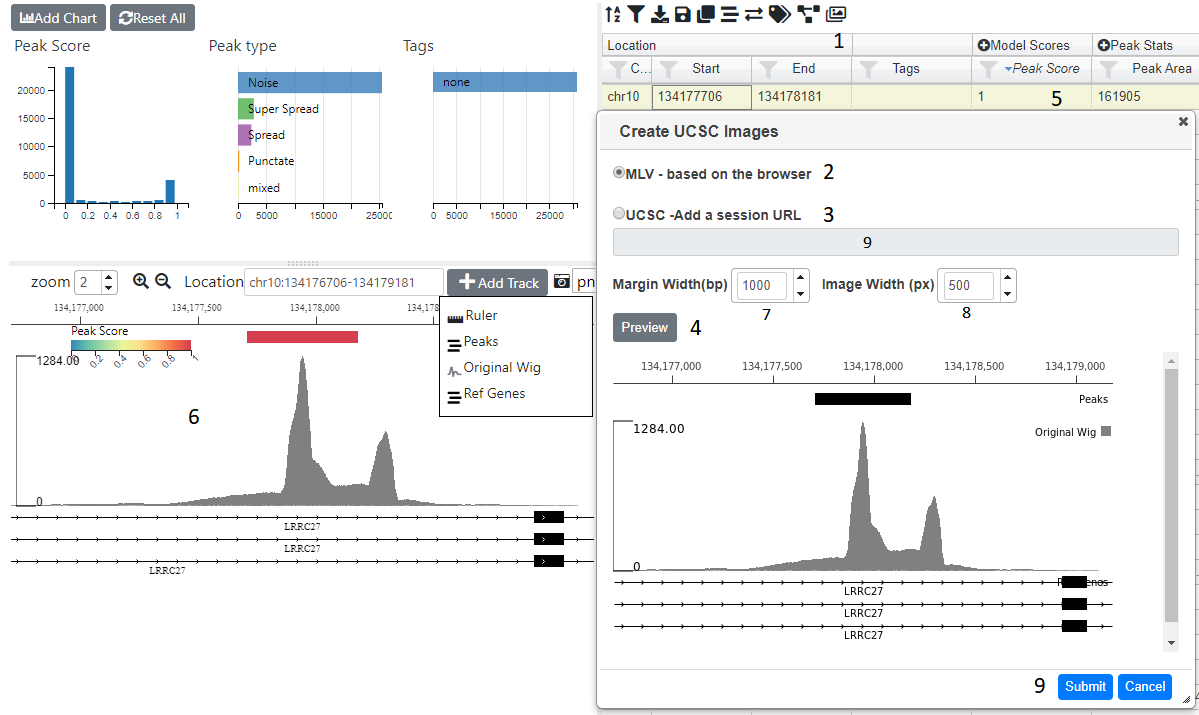 Add Chart Reset All
Peak Score Peak type Tags
20000
15000
10000
5000
0
0 0.2 0.4 0.6 0.8 1
Noise
Super Spread
Spread
Punctate
mixed
0 5000 15000 2500
none
0 5000 15000 25000
zoom 2 Location chr10:134176706-134179181 Add Track pn
134,177,000 134,177,500 134,178,000 134,178
Ruler
Peaks
Original Wig
Ref Genes
Peak Score
0 0.2 0.4 0.6 0.8 1
1284.00
6
0
LRRC27
LRRC27
LRRC27
1
Location Model Scores Peak Stats
C... Start End Tags Peak Score Peak Area
chr10 134177706 134178181 1 5 161905
Create UCSC Images
MLV - based on the browser 2
UCSC -Add a session URL 3
9
Margin Width(bp) 1000 Image Width (px) 500
7 8
Preview 4
134,177,000 134,177,500 134,178,000 134,178,500 134,179,000
Peaks
1284.00
Original Wig
0
LRRC27
LRRC27
LRRC27
9 Submit Cancel